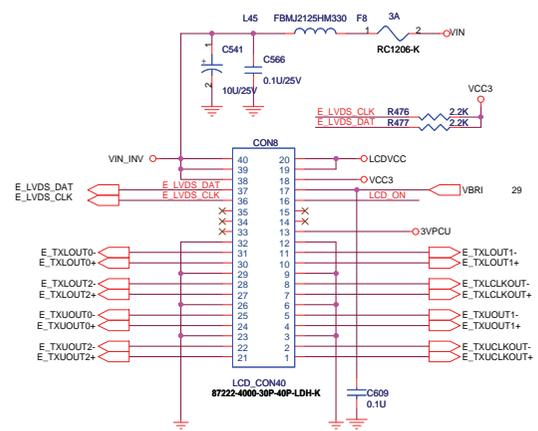 L45 FBMJ2125HM330 F8 3A
1 2 VIN
RC1206-K
1
C541
+
2
10U/25V
C566
0.1U/25V
VCC3
E_LVDS_CLK R476 2.2K
E_LVDS_DAT R477 2.2K
CON8
VIN_INV 40 20 LCDVCC
39 19
38 18 VCC3
E_LVDS_DAT E_LVDS_DAT 37 17 VBRI 29
E_LVDS_CLK E_LVDS_CLK 36 16 LCD_ON
35 15
34 14
33 13 3VPCU
32 12
E_TXLOUT0- 31 11 E_TXLOUT1-
E_TXLOUT0+ 30 10 E_TXLOUT1+
29 9
E_TXLOUT2- 28 8 E_TXLCLKOUT-
E_TXLOUT2+ 27 7 E_TXLCLKOUT+
26 6
E_TXUOUT0- 25 5 E_TXUOUT1-
E_TXUOUT0+ 24 4 E_TXUOUT1+
23 3
E_TXUOUT2- 22 2 E_TXUCLKOUT-
E_TXUOUT2+ 21 1 E_TXUCLKOUT+
LCD_CON40
87222-4000-30P-40P-LDH-K
C609
0.1U